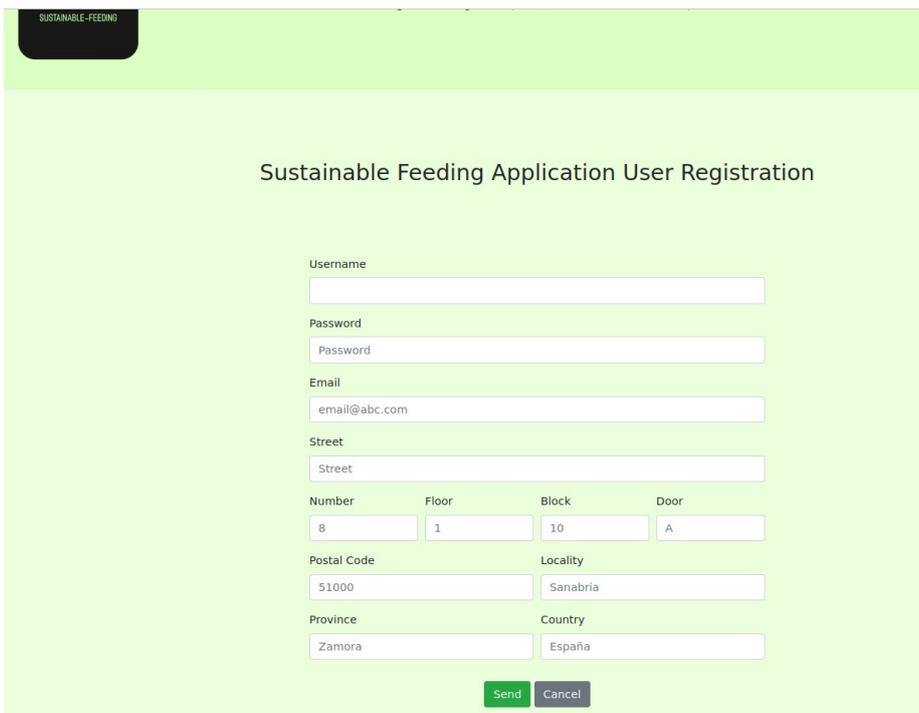 SUSTAINABLE-FEEDING
Sustainable Feeding Application User Registration
Username
Password
Password
Email
email@abc.com
Street
Street
Number Floor Block Door
8 1 10 A
Postal Code Locality
51000 Sanabria
Province Country
Zamora España
Send Cancel